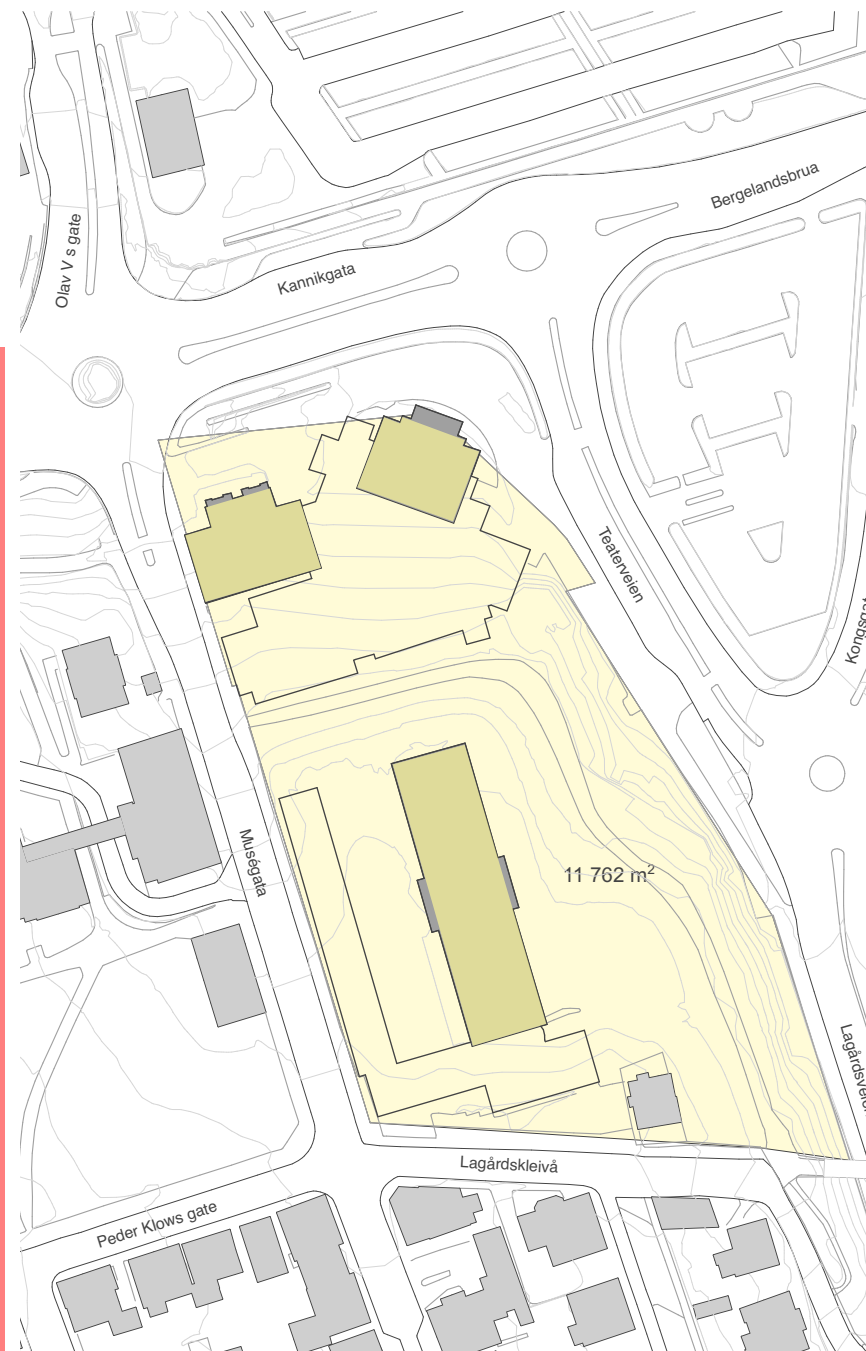 Bergelandsbrua
Olav V s gate
Kannikgata
Teaterveien
Muségata
11 762 m²
Lagårdskleivå
Peder Klows gate